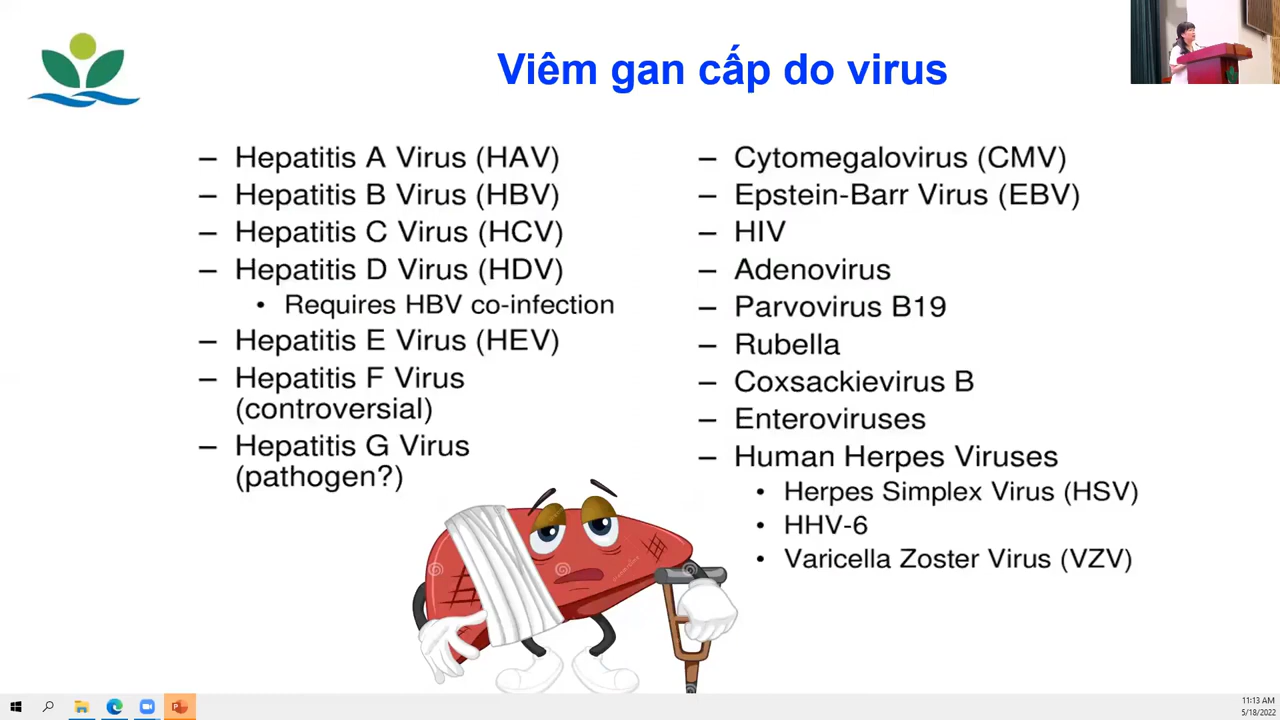 Viêm gan cấp do virus
– Hepatitis A Virus (HAV)
– Hepatitis B Virus (HBV)
– Hepatitis C Virus (HCV)
– Hepatitis D Virus (HDV)
• Requires HBV co-infection
– Hepatitis E Virus (HEV)
– Hepatitis F Virus
(controversial)
– Hepatitis G Virus
(pathogen?)
– Cytomegalovirus (CMV)
– Epstein-Barr Virus (EBV)
– HIV
– Adenovirus
– Parvovirus B19
– Rubella
– Coxsackievirus B
– Enteroviruses
– Human Herpes Viruses
• Herpes Simplex Virus (HSV)
• HHV-6
• Varicella Zoster Virus (VZV)
11:13 AM
5/18/2022